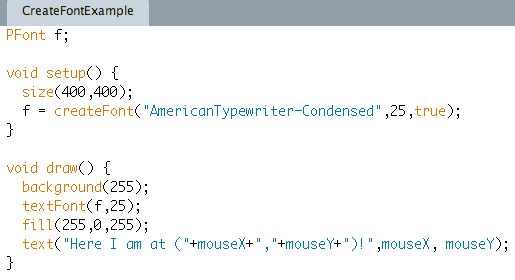 CreateFontExample
PFont f;
void setup() {
size(400,400);
f = createFont("AmericanTypewriter-Condensed",25,true);
}
void draw() {
background(255);
textFont(f,25);
fill(255,0,255);
text("Here I am at ("+mouseX+","+mouseY+")!",mouseX, mouseY);
}